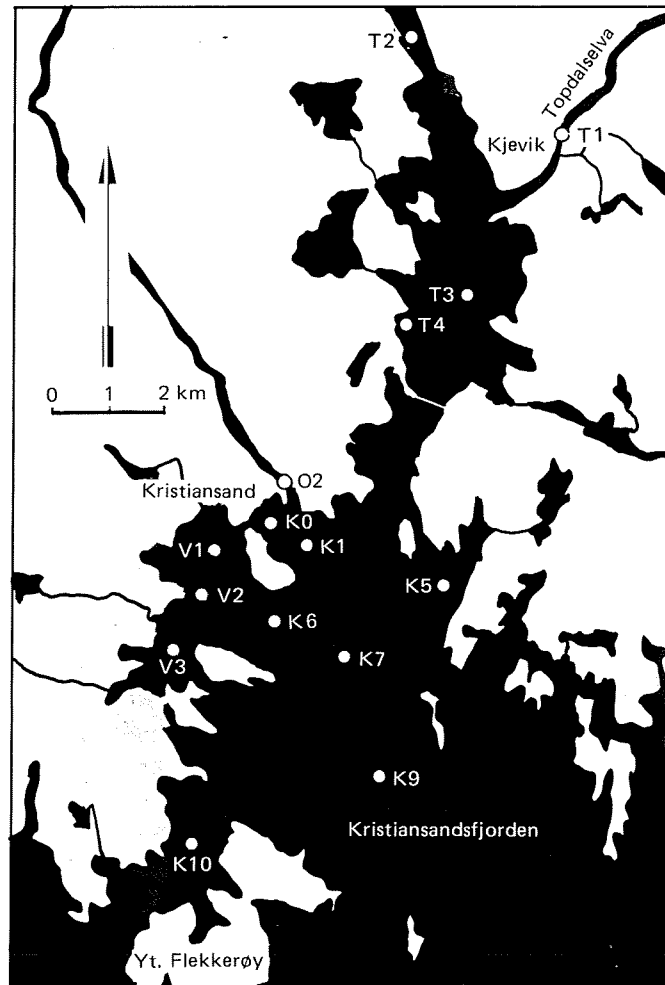 T2
Topdalselva
Kjevik
T1
T3
T4
0 1 2 km
Kristiansand
O2
K0
K1
V1
K5
V2
K6
V3
K7
K9
Kristiansandsfjorden
K10
Yt. Flekkerøy